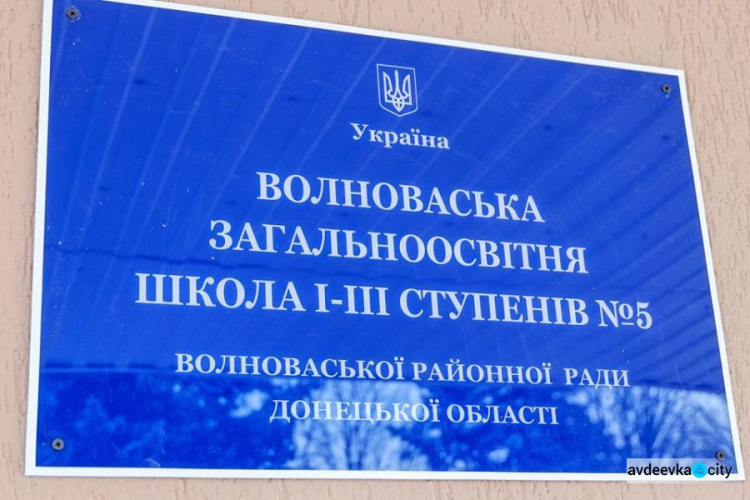 Україна
ВОЛНОВАСЬКА
ЗАГАЛЬНООСВІТНЯ
ШКОЛА І-ІІІ СТУПЕНІВ №5
ВОЛНОВАСЬКОЇ РАЙОННОЇ РАДИ
ДОНЕЦЬКОЇ ОБЛАСТІ
avdeevka city